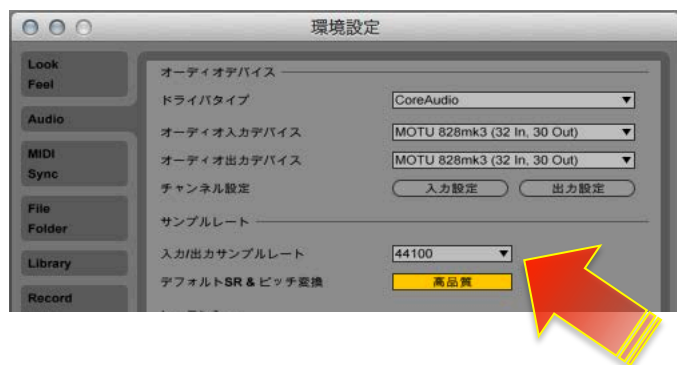 環境設定
Look
Feel
Audio
MIDI
Sync
File
Folder
Library
Record
オーディオデバイス
ドライバタイプ CoreAudio
オーディオ入力デバイス MOTU 828mk3 (32 In, 30 Out)
オーディオ出力デバイス MOTU 828mk3 (32 In, 30 Out)
チャンネル設定 入力設定 出力設定
サンプルレート
入力/出力サンプルレート 44100
デフォルトSR & ピッチ変換 高品質